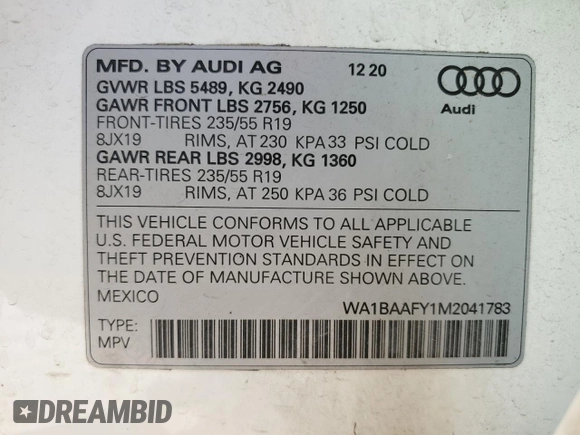 MFD. BY AUDI AG 12 20
GVWR LBS 5489, KG 2490
GAWR FRONT LBS 2756, KG 1250
FRONT-TIRES 235/55 R19
8JX19 RIMS, AT 230 KPA 33 PSI COLD
GAWR REAR LBS 2998, KG 1360
REAR-TIRES 235/55 R19
8JX19 RIMS, AT 250 KPA 36 PSI COLD
Audi
THIS VEHICLE CONFORMS TO ALL APPLICABLE
U.S. FEDERAL MOTOR VEHICLE SAFETY AND
THEFT PREVENTION STANDARDS IN EFFECT ON
THE DATE OF MANUFACTURE SHOWN ABOVE.
MEXICO
WA1BAAFY1M2041783
TYPE:
MPV
DREAMBID